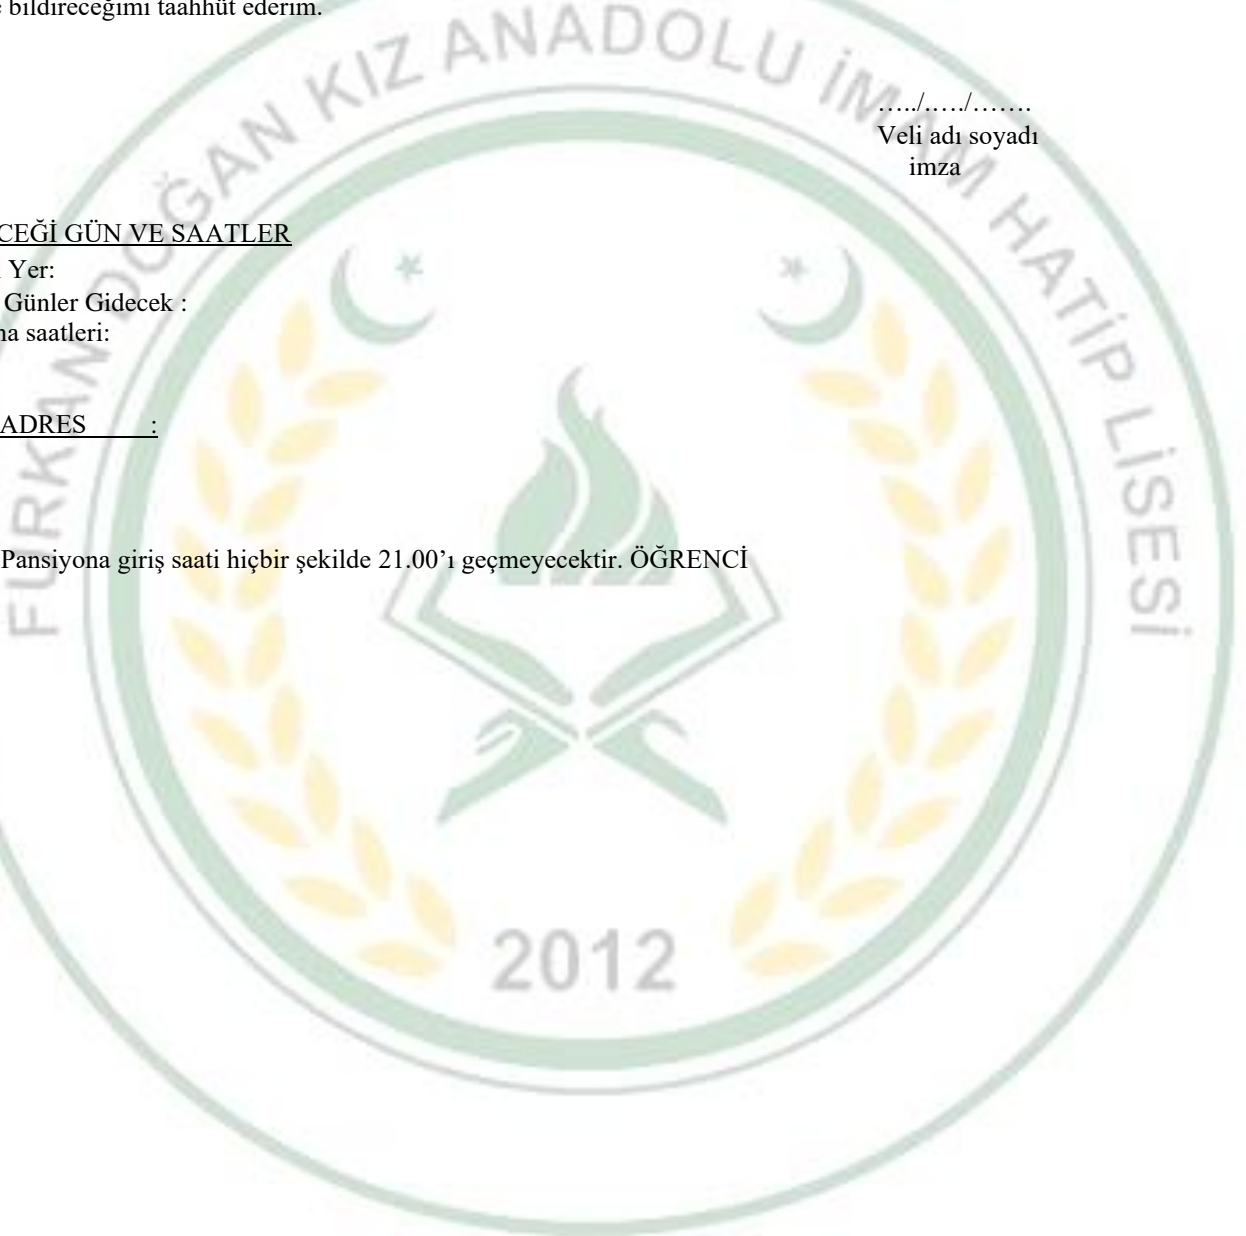 bildireceğimi taahhüt ederim.
FURKAN DOĞAN KIZ ANADOLU İMAM HATİP LİSESİ
…../…../…….
Veli adı soyadı
imza
CEĞİ GÜN VE SAATLER
Yer:
Günler Gidecek :
na saatleri:
ADRES :
Pansiyona giriş saati hiçbir şekilde 21.00’ı geçmeyecektir. ÖĞRENCİ
2012